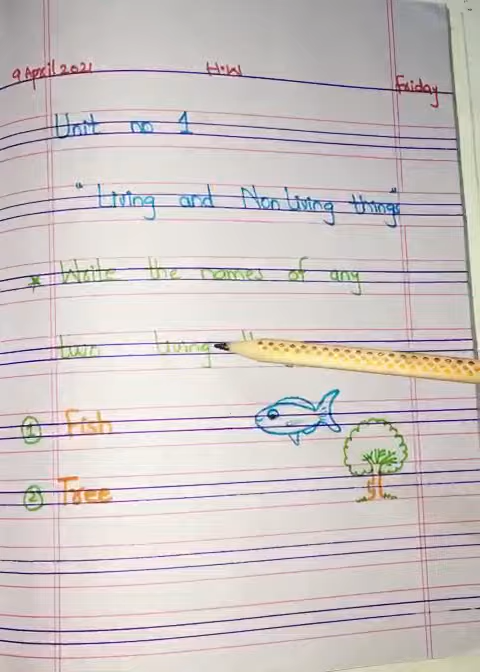 9 April 2021 H.W Friday
Unit no 1
"Living and Non Living things"
* Write the names of any
twn living
① Fish
② Tree